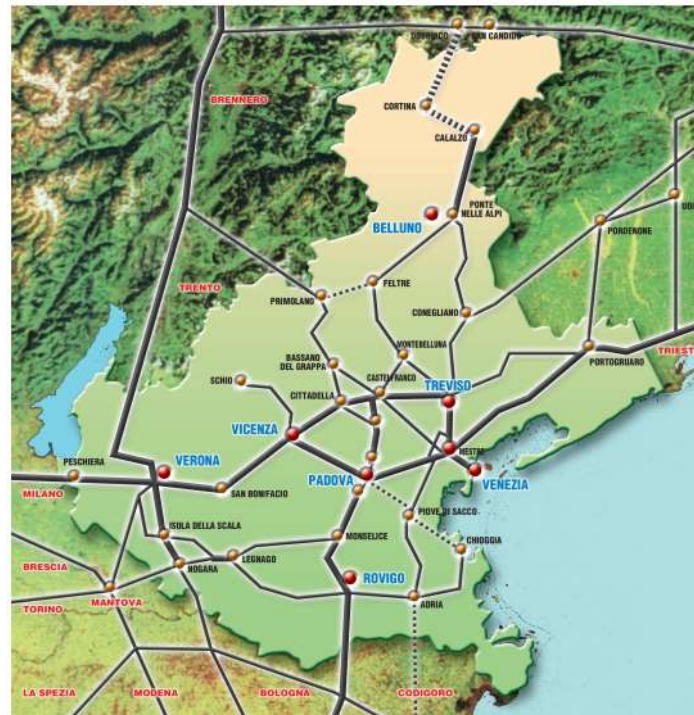 DOBBIACO
SAN CANDIDO
BRENNERO
CORTINA
CALALZO
PONTE
NELLE ALPI
BELLUNO
PORDENONE
TRENTO
FELTRE
PRIMOLANO
CONEGLIANO
MONTEBELLUNA
PORTOGRUARO
BASSANO
DEL GRAPPA
SCHIO
CASTELFRANCO
TREVISO
CITTADELLA
VICENZA
MESTRE
PESCHIERA
VERONA
PADOVA
VENEZIA
MILANO
SAN BONIFACIO
PIOVE DI SACCO
ISOLA DELLA SCALA
MONSELICE
CHIOGGIA
BRESCIA
NOGARA
LEGNAGO
ROVIGO
TORINO
MANTOVA
ADRIA
LA SPEZIA
MODENA
BOLOGNA
CODIGORO